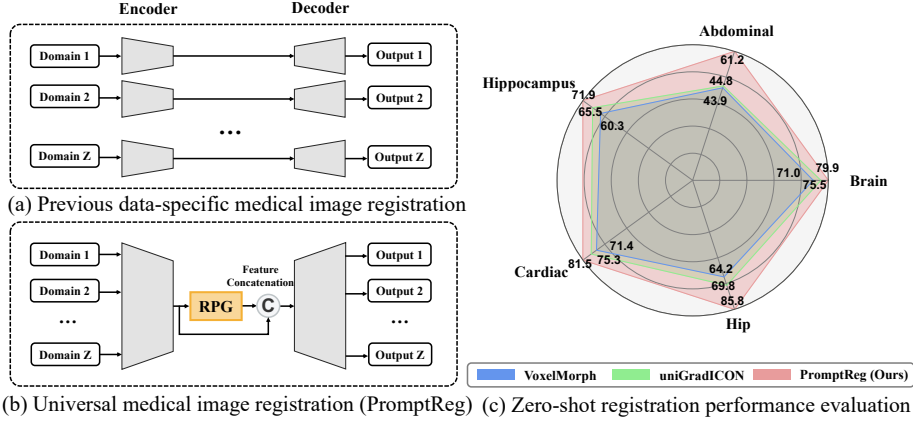 Encoder
Decoder
Domain 1
Output 1
Domain 2
Output 2
...
Domain Z
Output Z
(a) Previous data-specific medical image registration
Domain 1
Output 1
Domain 2
Feature
Concatenation
RPG
C
Output 2
...
...
Domain Z
Output Z
(b) Universal medical image registration (PromptReg)
Abdominal
61.2
44.8
43.9
Hippocampus
71.9
65.5
60.3
Brain
79.9
71.0
75.5
Cardiac
71.4
75.3
81.5
Hip
64.2
69.8
85.8
VoxelMorph
uniGradICON
PromptReg (Ours)
(c) Zero-shot registration performance evaluation